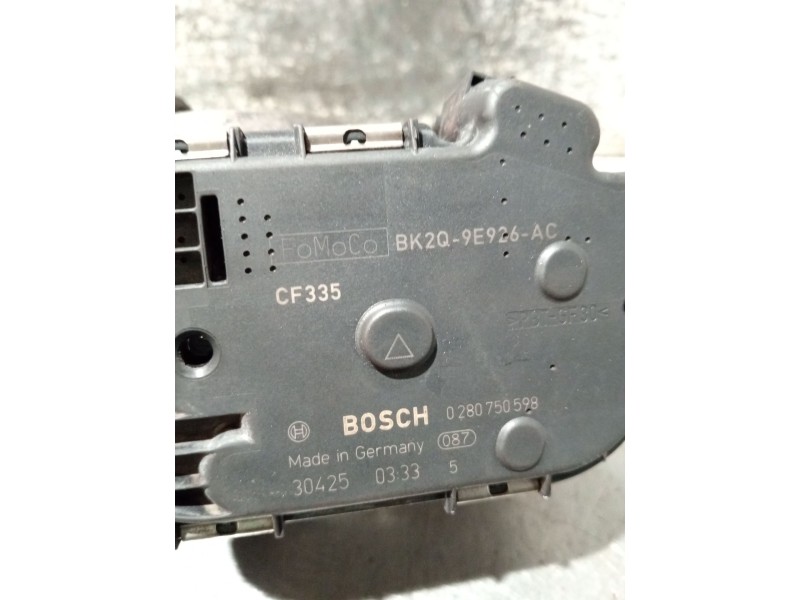 FoMoCo BK2Q-9E926-AC
CF335
BOSCH 0 280 750 598
Made in Germany 087
30425 03:33 5